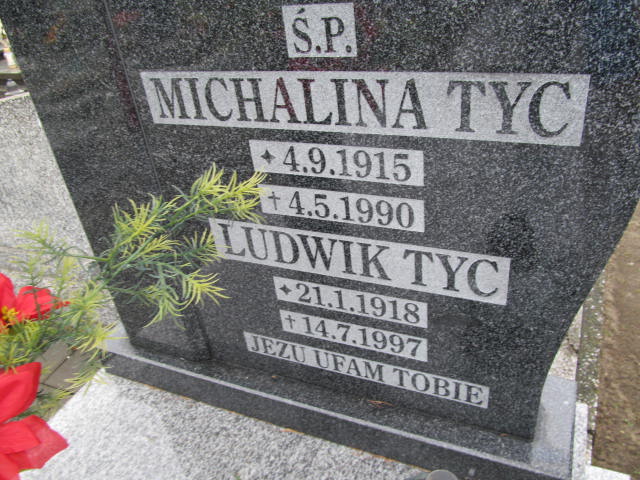 Ś.P.
MICHALINA TYC
✦ 4.9.1915
† 4.5.1990
LUDWIK TYC
✦ 21.1.1918
† 14.7.1997
JEZU UFAM TOBIE